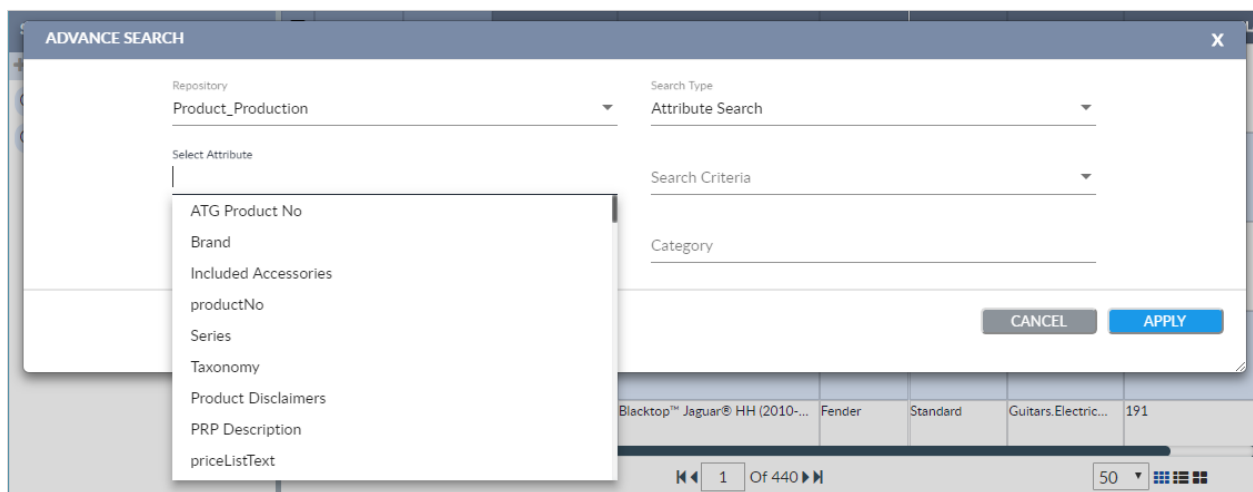 ADVANCE SEARCH
X
Repository
Product_Production
Search Type
Attribute Search
Select Attribute
Search Criteria
ATG Product No
Brand
Category
Included Accessories
productNo
Series
CANCEL
APPLY
Taxonomy
Product Disclaimers
PRP Description
priceListText
Blacktop™ Jaguar® HH (2010-... Fender Standard Guitars.Electric... 191
1 Of 440
50